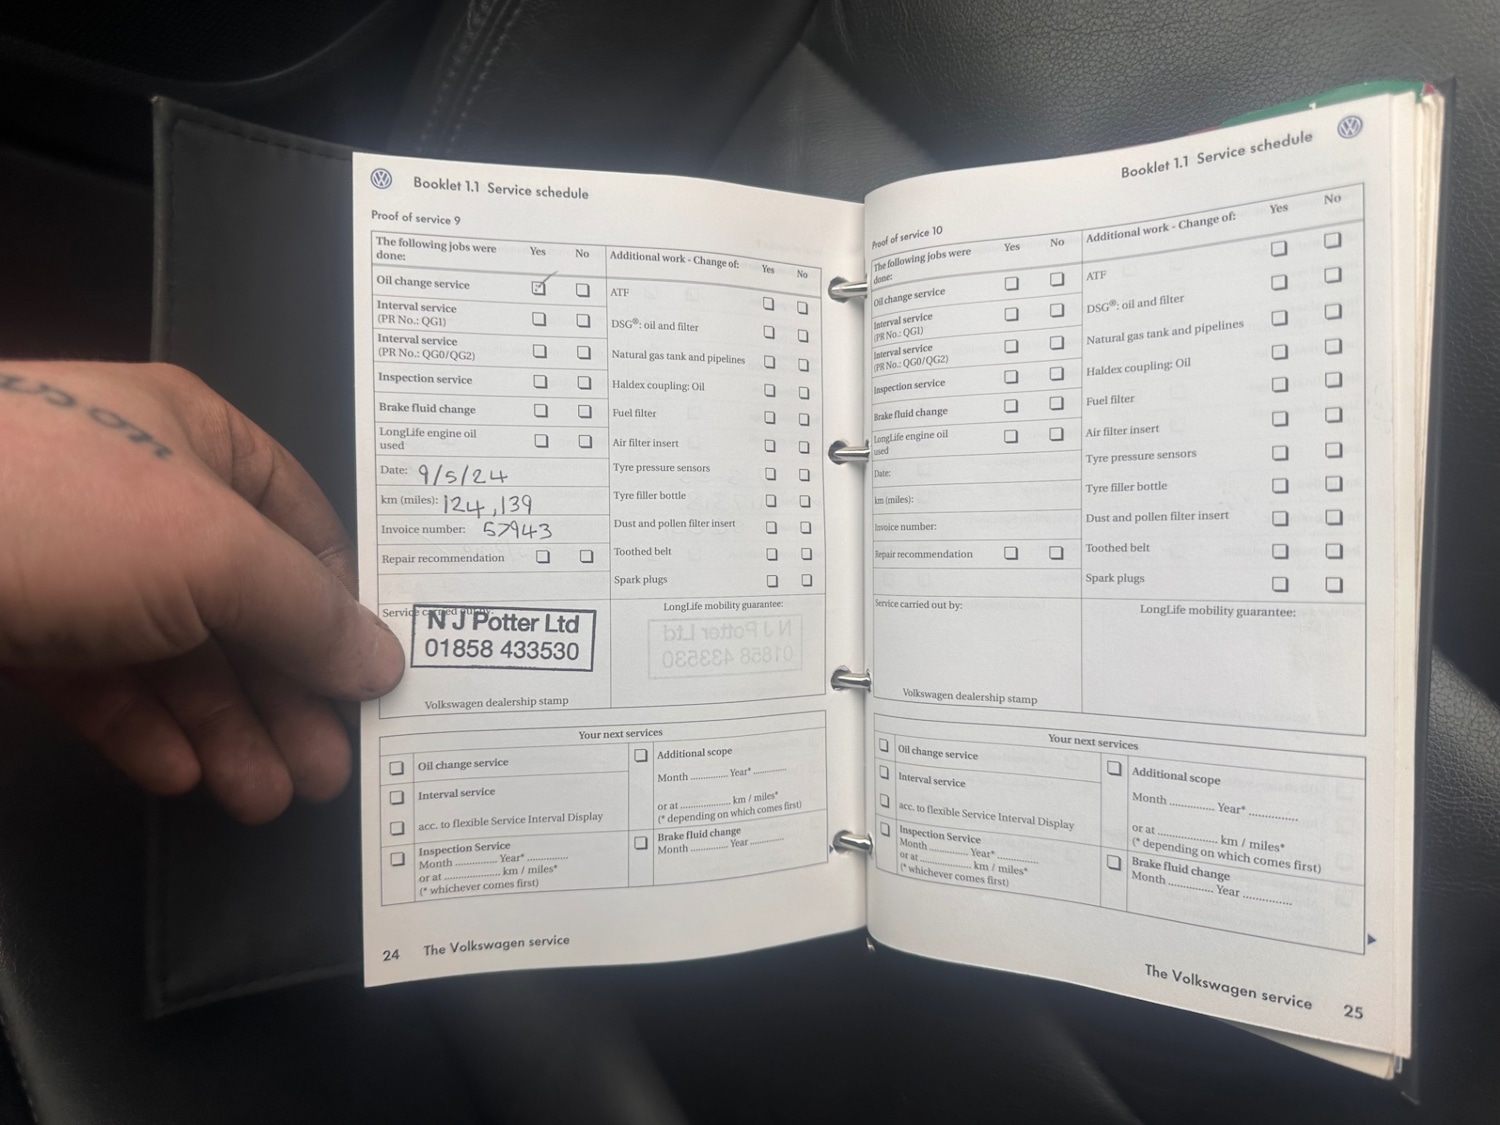 Booklet 1.1 Service schedule
Proof of service 9
The following jobs were done: Yes No
Oil change service
Interval service
(PR No.: QG1)
Interval service
(PR No.: QG0/QG2)
Inspection service
Brake fluid change
LongLife engine oil
used
Date: 9/5/24
km (miles): 124,139
Invoice number: 57943
Repair recommendation
Service carried out by:
N J Potter Ltd
01858 433530
Volkswagen dealership stamp
Additional work - Change of: Yes No
ATF
DSG®: oil and filter
Natural gas tank and pipelines
Haldex coupling: Oil
Fuel filter
Air filter insert
Tyre pressure sensors
Tyre filler bottle
Dust and pollen filter insert
Toothed belt
Spark plugs
LongLife mobility guarantee:
N J Potter Ltd
01858 433530
Your next services
Oil change service
Interval service
acc. to flexible Service Interval Display
Inspection Service
Month .............. Year* ..............
or at .................... km / miles*
(* whichever comes first)
Additional scope
Month ............. Year* ............
or at .................... km / miles*
(* depending on which comes first)
Brake fluid change
Month ............ Year ............
24 The Volkswagen service
Booklet 1.1 Service schedule
Proof of service 10
The following jobs were Yes No
done:
Oil change service
Interval service
(PR No.: QG1)
Interval service
(PR No.: QG0/QG2)
Inspection service
Brake fluid change
LongLife engine oil
used
Date:
km (miles):
Invoice number:
Repair recommendation
Service carried out by:
Volkswagen dealership stamp
Additional work - Change of: Yes No
ATF
DSG®: oil and filter
Natural gas tank and pipelines
Haldex coupling: Oil
Fuel filter
Air filter insert
Tyre pressure sensors
Tyre filler bottle
Dust and pollen filter insert
Toothed belt
Spark plugs
LongLife mobility guarantee:
Your next services
Oil change service
Interval service
acc. to flexible Service Interval Display
Inspection Service
Month .............. Year* ..............
or at .................... km / miles*
(* whichever comes first)
Additional scope
Month .............. Year* ..............
or at .................... km / miles*
(* depending on which comes first)
Brake fluid change
Month .............. Year ..............
The Volkswagen service 25